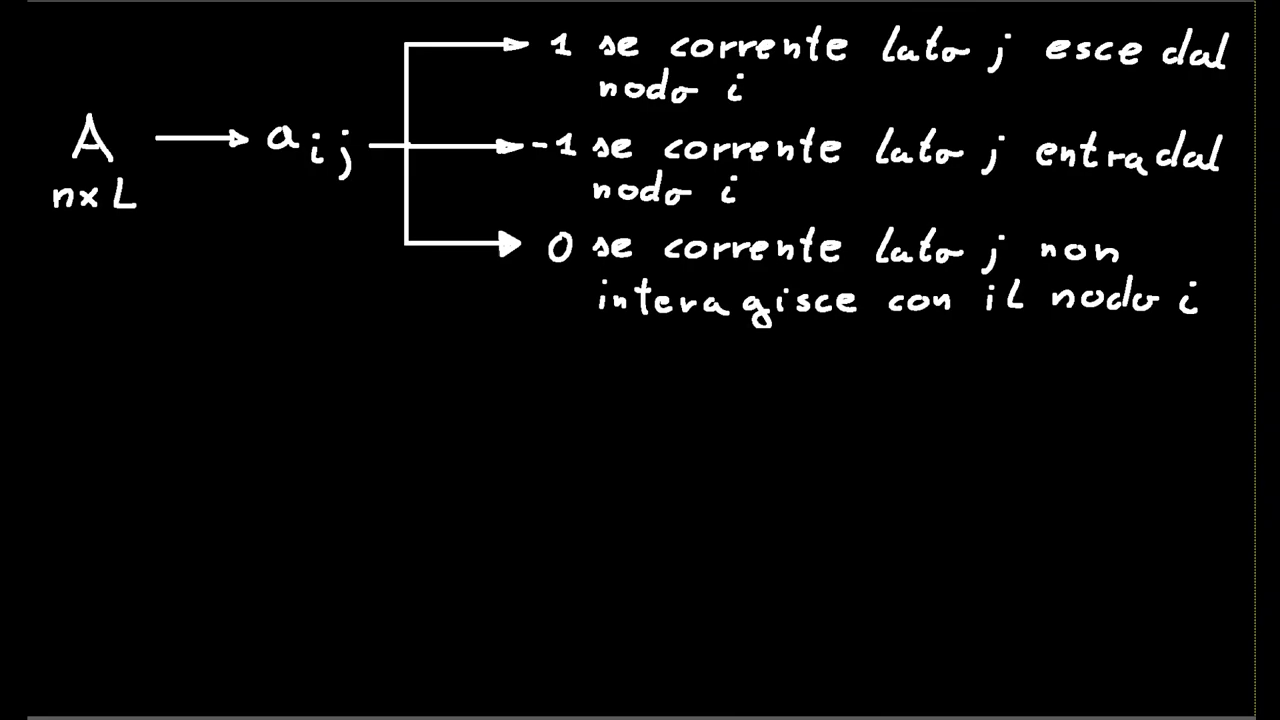 1 se corrente lato j esce dal
nodo i
A → aij -1 se corrente lato j entra dal
nodo i
n x L
0 se corrente lato j non
interagisce con il nodo i